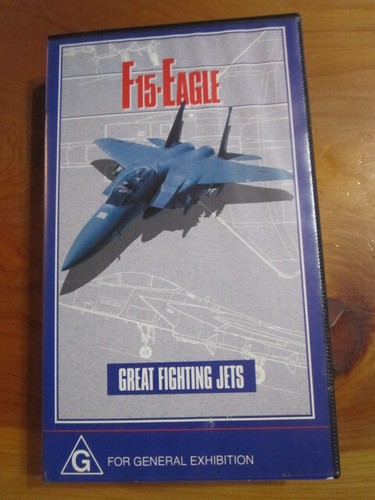 F15·EAGLE
GREAT FIGHTING JETS
G FOR GENERAL EXHIBITION